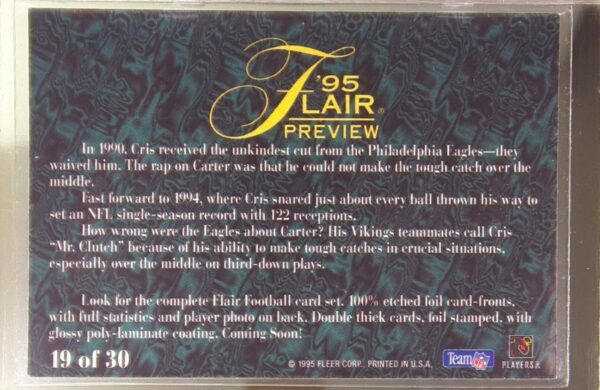 '95
FLAIR®
PREVIEW
In 1990, Cris received the unkindest cut from the Philadelphia Eagles—they
waived him. The rap on Carter was that he could not make the tough catch over the
middle.
Fast forward to 1994, where Cris snared just about every ball thrown his way to
set an NFL single-season record with 122 receptions.
How wrong were the Eagles about Carter? His Vikings teammates call Cris
“Mr. Clutch” because of his ability to make tough catches in crucial situations,
especially over the middle on third-down plays.
Look for the complete Flair Football card set. 100% etched foil card-fronts,
with full statistics and player photo on back. Double thick cards, foil stamped, with
glossy poly-laminate coating. Coming Soon!
19 of 30
© 1995 FLEER CORP. PRINTED IN U.S.A.
Team NFL
PLAYERS